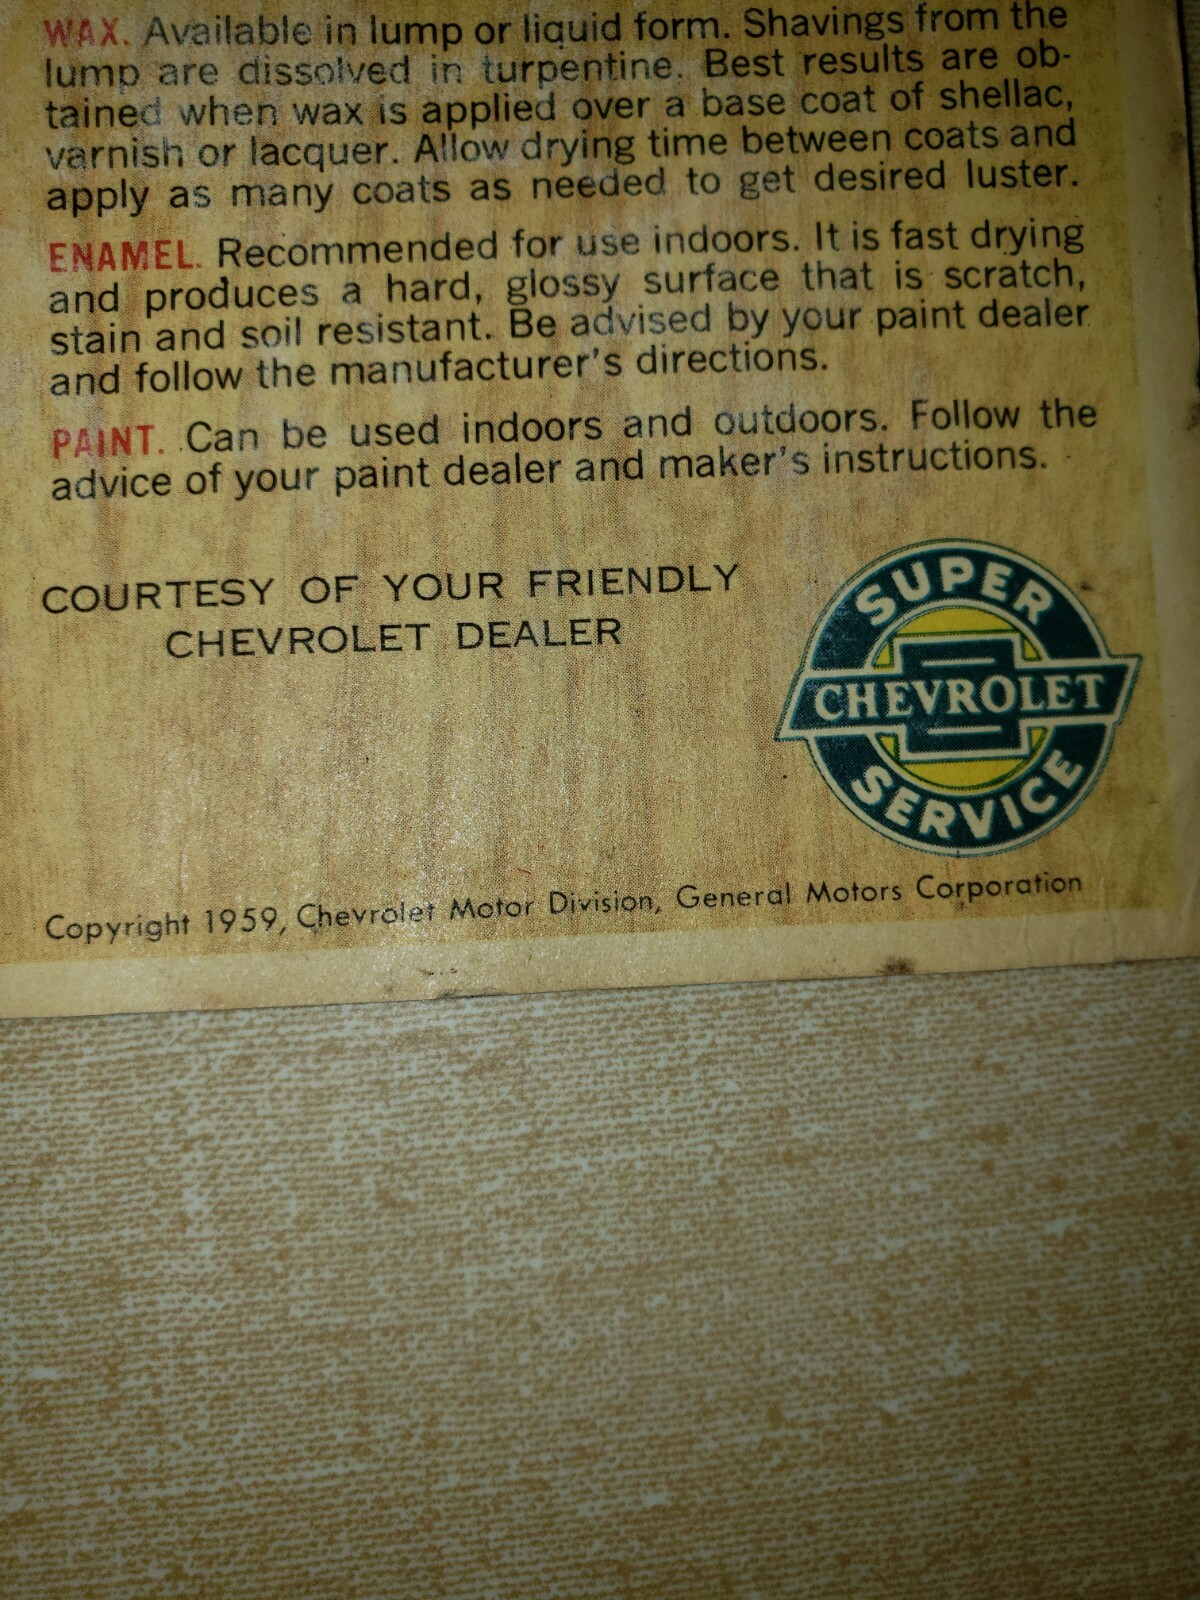 WAX. Available in lump or liquid form. Shavings from the
lump are dissolved in turpentine. Best results are ob-
tained when wax is applied over a base coat of shellac,
varnish or lacquer. Allow drying time between coats and
apply as many coats as needed to get desired luster.
ENAMEL. Recommended for use indoors. It is fast drying
and produces a hard, glossy surface that is scratch,
stain and soil resistant. Be advised by your paint dealer
and follow the manufacturer's directions.
PAINT. Can be used indoors and outdoors. Follow the
advice of your paint dealer and maker's instructions.
COURTESY OF YOUR FRIENDLY
CHEVROLET DEALER
SUPER
CHEVROLET
SERVICE
Copyright 1959, Chevrolet Motor Division, General Motors Corporation